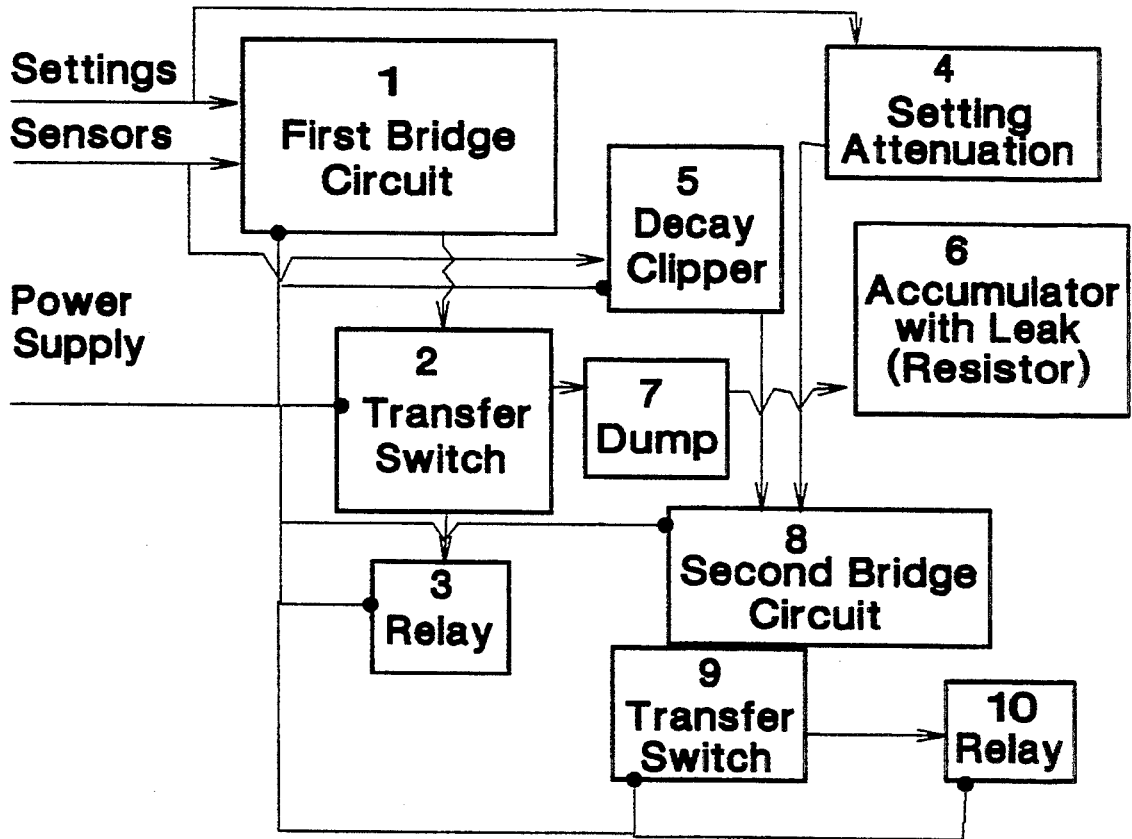 Settings
Sensors
Power
Supply
1
First Bridge
Circuit
2
Transfer
Switch
3
Relay
4
Setting
Attenuation
5
Decay
Clipper
6
Accumulator
with Leak
(Resistor)
7
Dump
8
Second Bridge
Circuit
9
Transfer
Switch
10
Relay